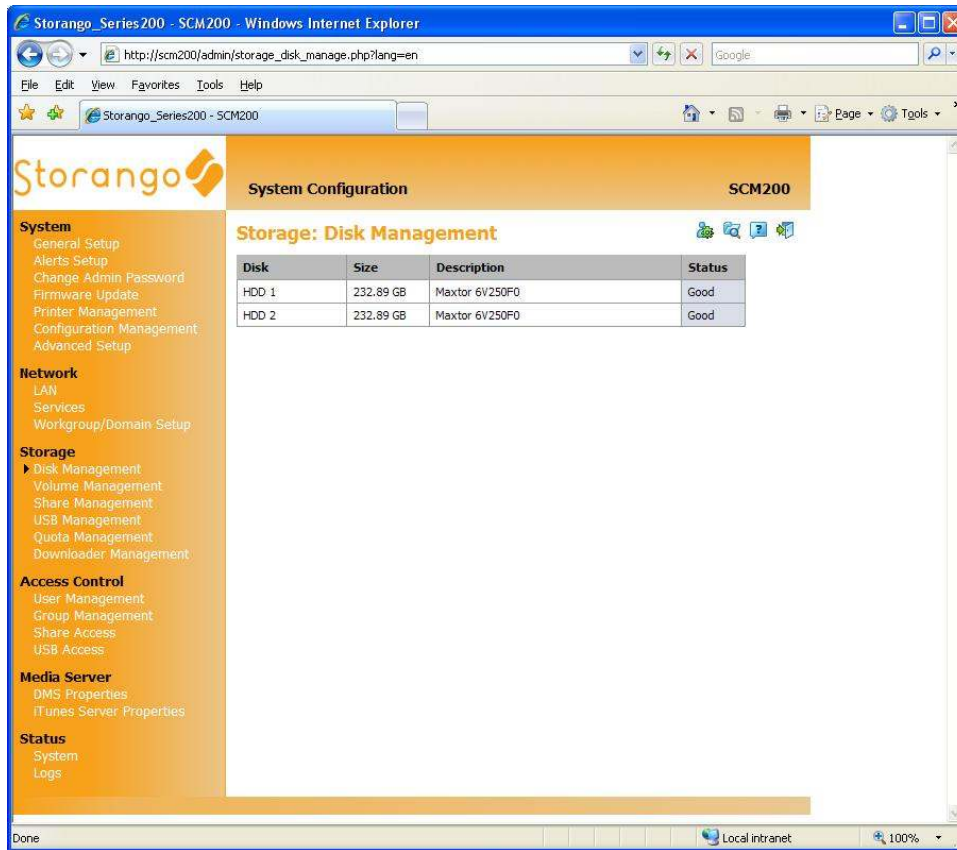 Storango_Series200 - SCM200 - Windows Internet Explorer
http://scm200/admin/storage_disk_manage.php?lang=en
Google
File Edit View Favorites Tools Help
Storango_Series200 - SCM200
Page Tools
Storango
System Configuration SCM200
System
General Setup
Alerts Setup
Change Admin Password
Firmware Update
Printer Management
Configuration Management
Advanced Setup
Network
LAN
Services
Workgroup/Domain Setup
Storage
Disk Management
Volume Management
Share Management
USB Management
Quota Management
Downloader Management
Access Control
User Management
Group Management
Share Access
USB Access
Media Server
DMS Properties
iTunes Server Properties
Status
System
Logs
Storage: Disk Management
Disk Size Description Status
HDD 1 232.89 GB Maxtor 6V250F0 Good
HDD 2 232.89 GB Maxtor 6V250F0 Good
Done Local intranet 100%